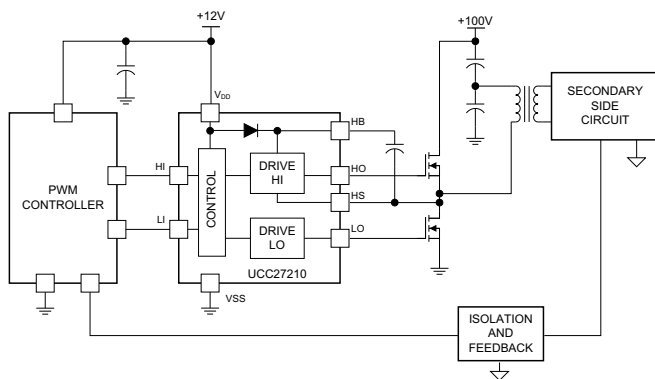 +12V
+100V
VDD
HB
SECONDARY
SIDE
CIRCUIT
HI
CONTROL
DRIVE
HI
HO
PWM
CONTROLLER
HS
LI
DRIVE
LO
LO
UCC27210
VSS
ISOLATION
AND
FEEDBACK